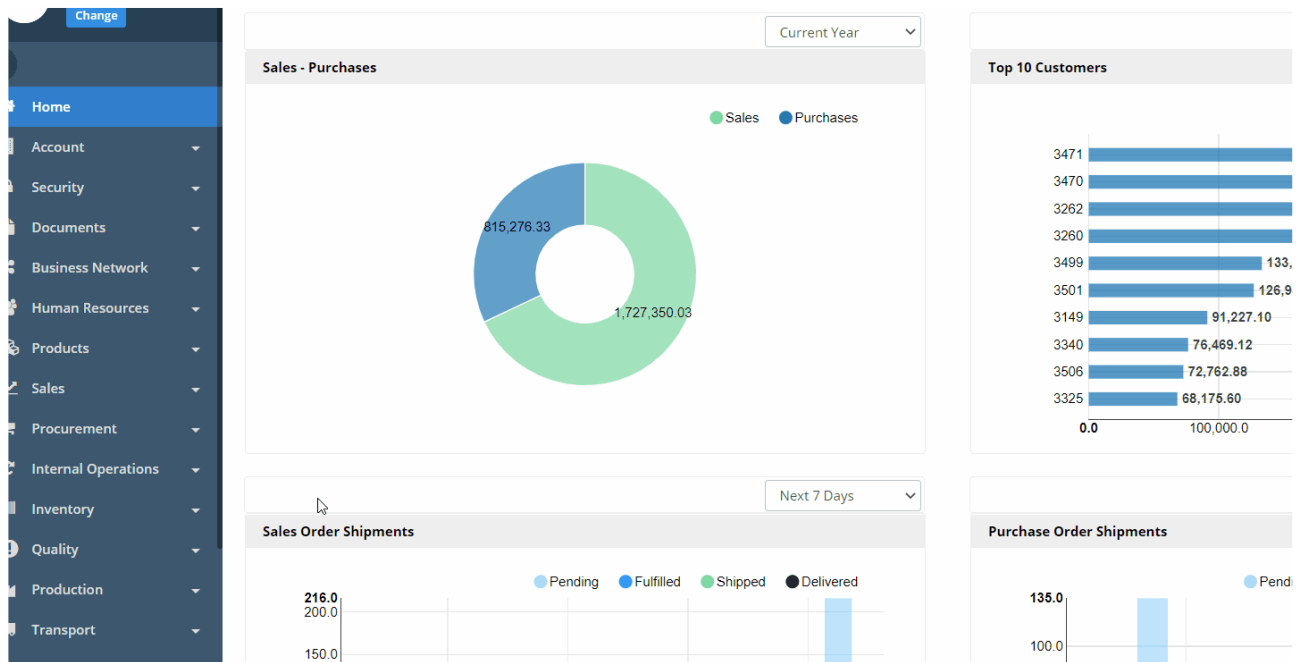 Change
Home
Account
Security
Documents
Business Network
Human Resources
Products
Sales
Procurement
Internal Operations
Inventory
Quality
Production
Transport
Current Year
Sales - Purchases
Sales Purchases
815,276.33
1,727,350.03
Top 10 Customers
3471
3470
3262
3260
3499 133,
3501 126,9
3149 91,227.10
3340 76,469.12
3506 72,762.88
3325 68,175.60
0.0 100,000.0
Next 7 Days
Sales Order Shipments
Pending Fulfilled Shipped Delivered
216.0
200.0
150.0
Purchase Order Shipments
Pendi
135.0
100.0